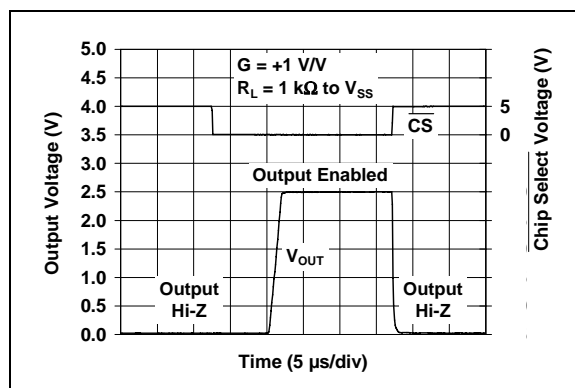 Output Voltage (V)
5.0
4.5
4.0
3.5
3.0
2.5
2.0
1.5
1.0
0.5
0.0
G = +1 V/V
R_L = 1 kΩ to V_SS
CS
Output Enabled
V_OUT
Output
Hi-Z
Output
Hi-Z
5
0
Chip Select Voltage (V)
Time (5 µs/div)